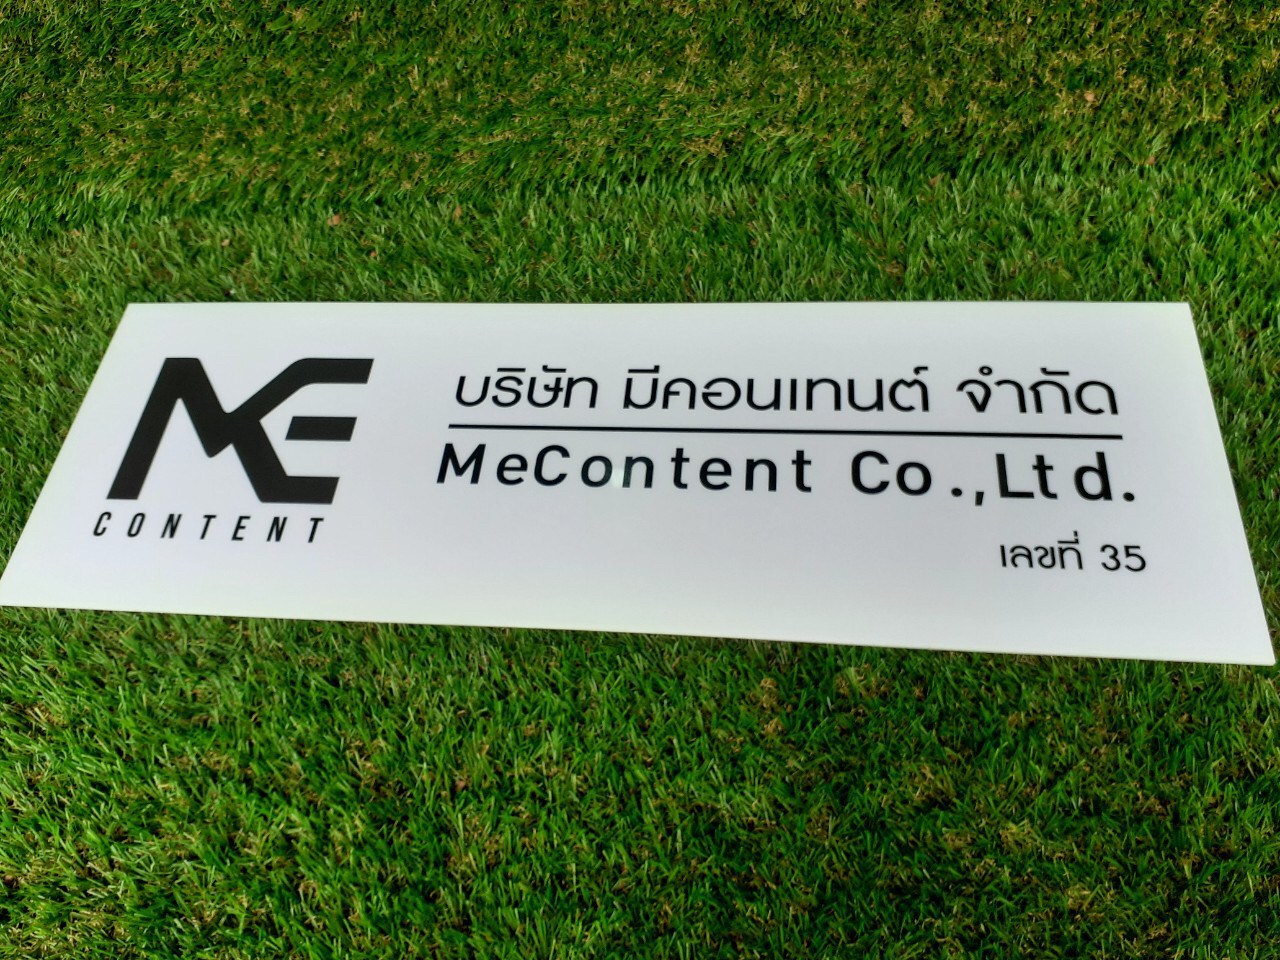 ME
CONTENT
บริษัท มีคอนเทนต์ จำกัด
MeContent Co.,Ltd.
เลขที่ 35